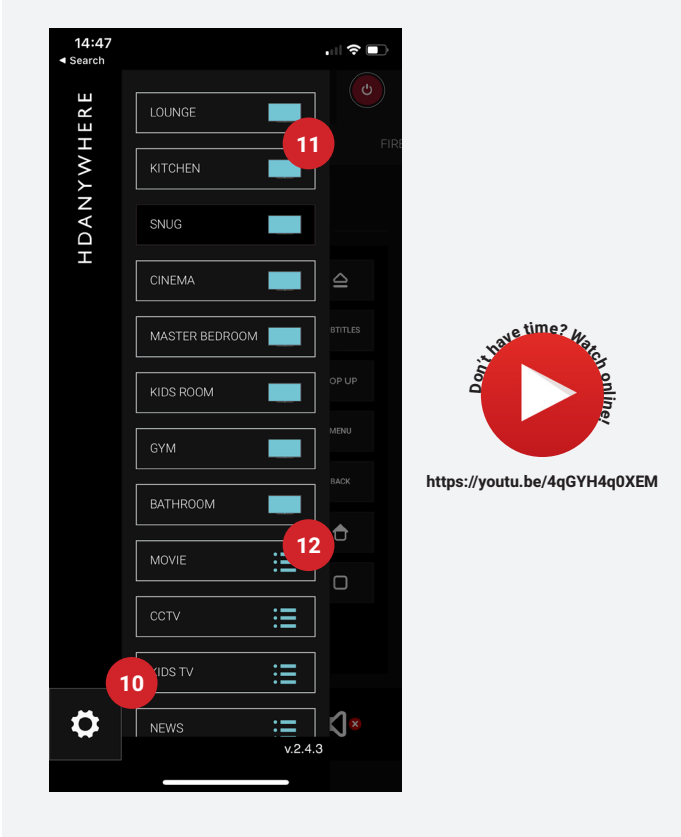 14:47
◀ Search
HDANYWHERE
LOUNGE
11
FIRE
KITCHEN
SNUG
CINEMA
MASTER BEDROOM
BTITLES
KIDS ROOM
OP UP
GYM
MENU
BACK
BATHROOM
12
MOVIE
CCTV
10
KIDS TV
NEWS
v.2.4.3
Don't have time? Watch online!
https://youtu.be/4qGYH4q0XEM